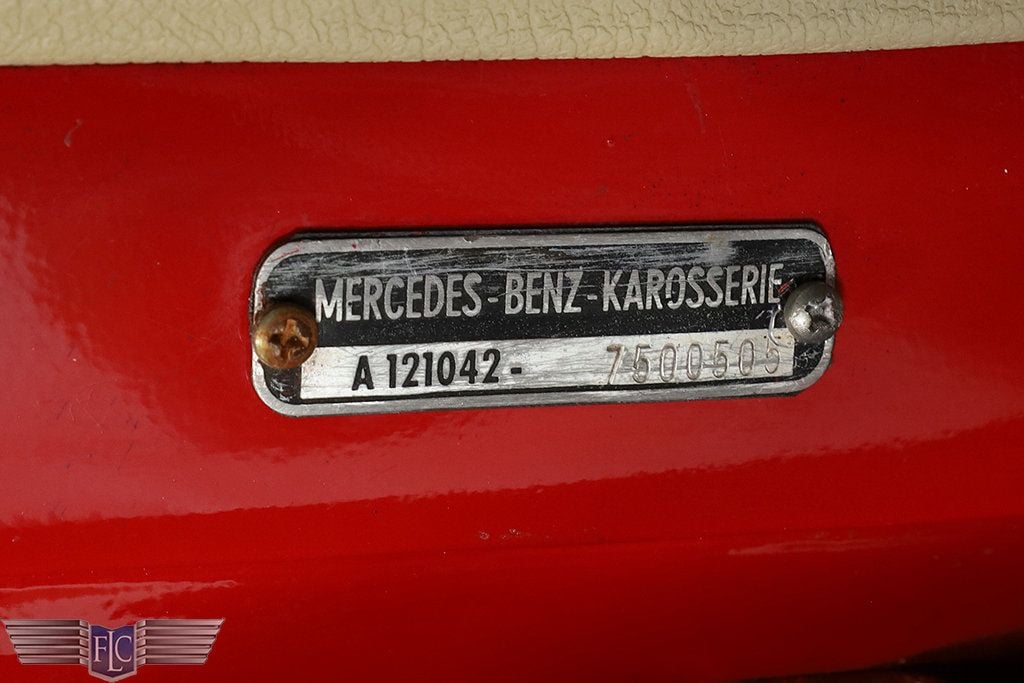 MERCEDES-BENZ-KAROSSERIE
A 121042- 7500505
FLC